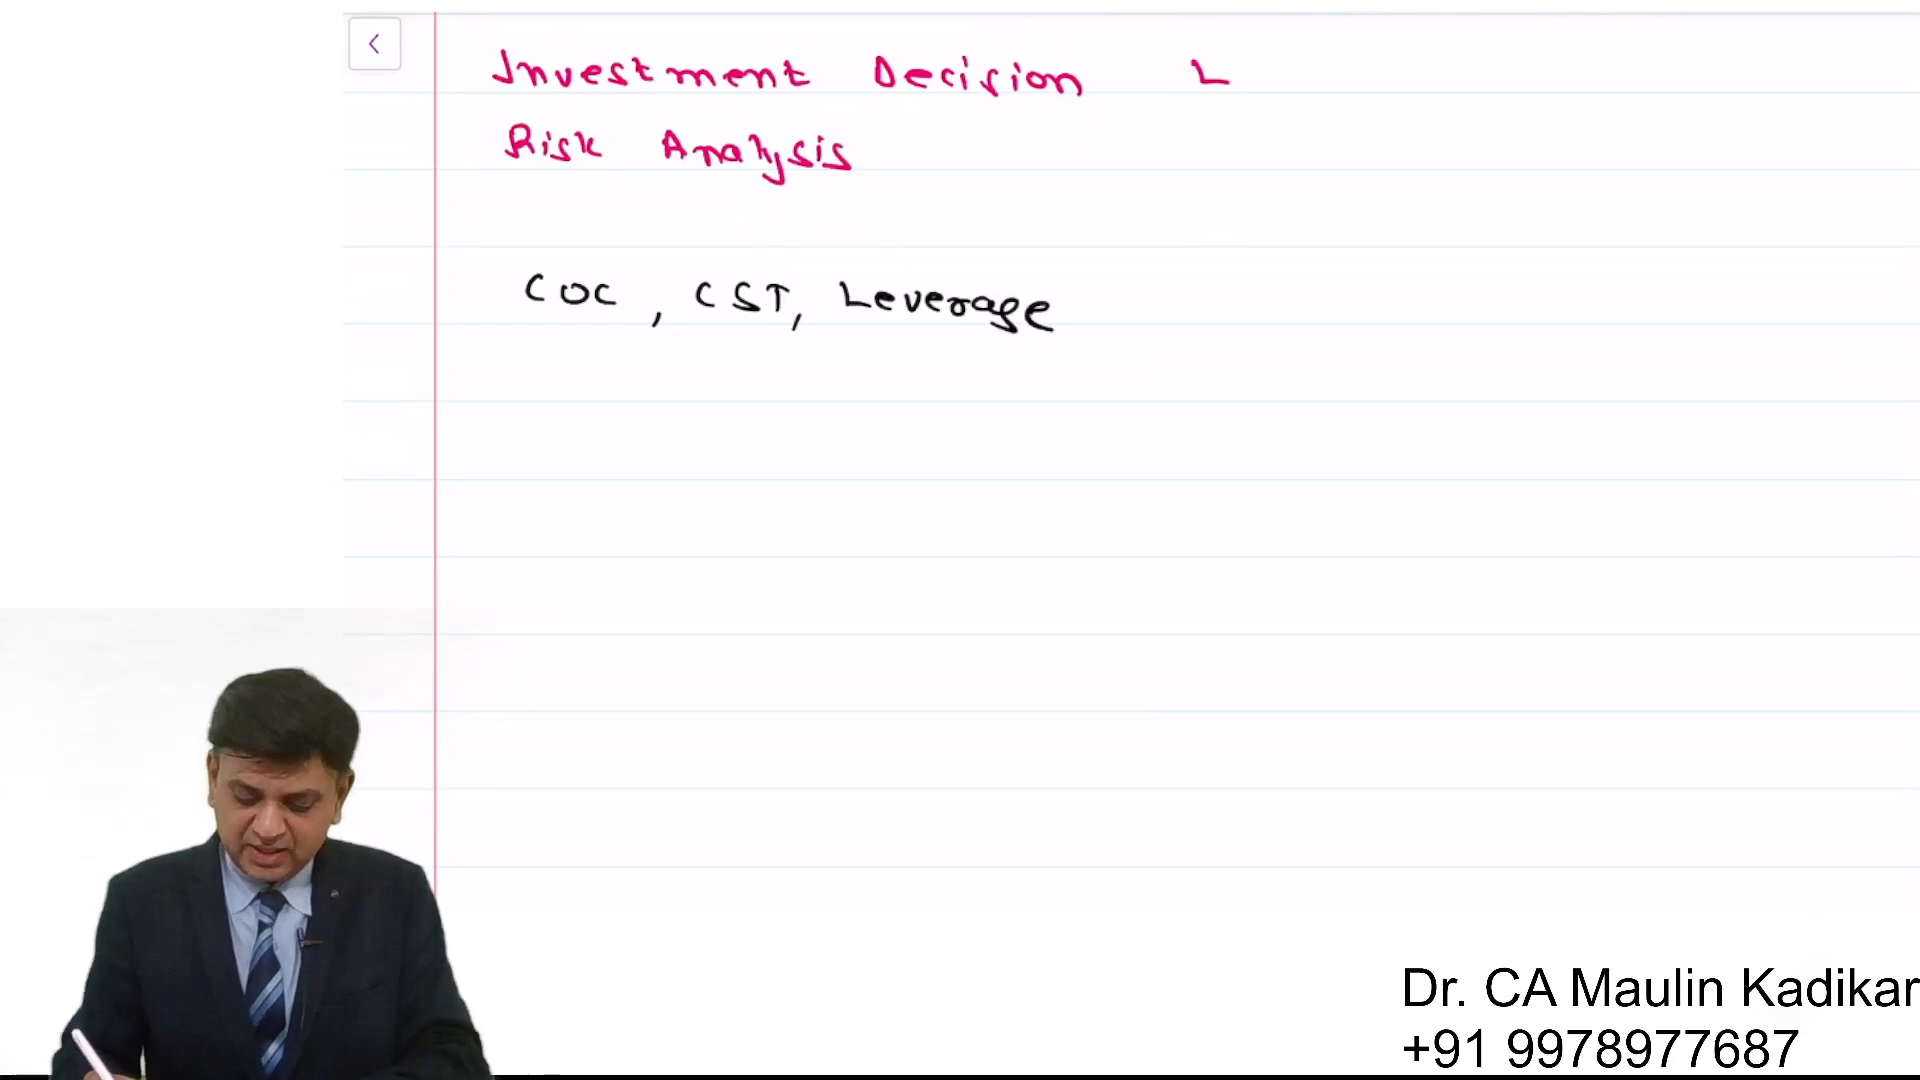 Investment Decision L
Risk Analysis
COC, CST, Leverage
Dr. CA Maulin Kadikar
+91 9978977687